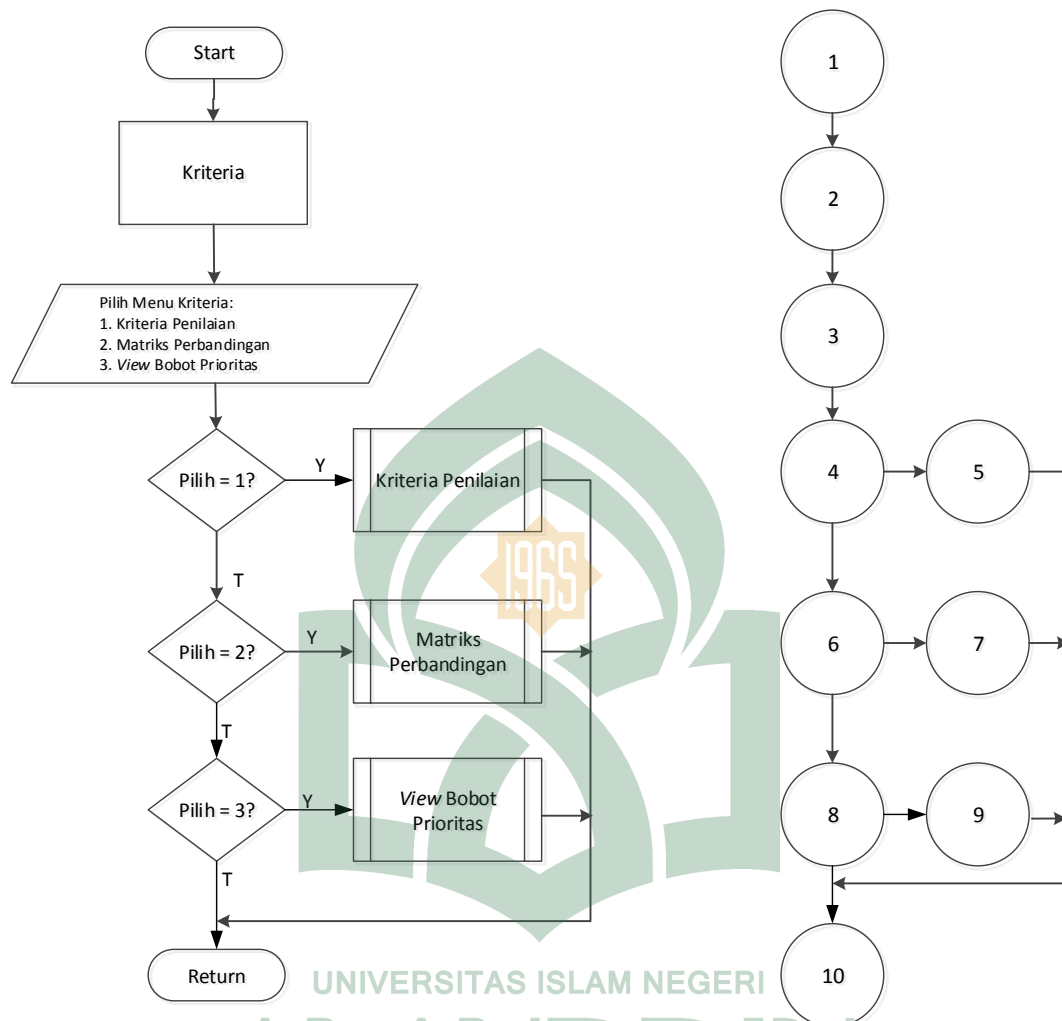 Start
Kriteria
Pilih Menu Kriteria:
1. Kriteria Penilaian
2. Matriks Perbandingan
3. View Bobot Prioritas
Pilih = 1?
Y
Kriteria Penilaian
T
Pilih = 2?
Y
Matriks
Perbandingan
T
Pilih = 3?
Y
View Bobot
Prioritas
T
Return
1
2
3
4
5
6
7
8
9
10
1965
UNIVERSITAS ISLAM NEGERI